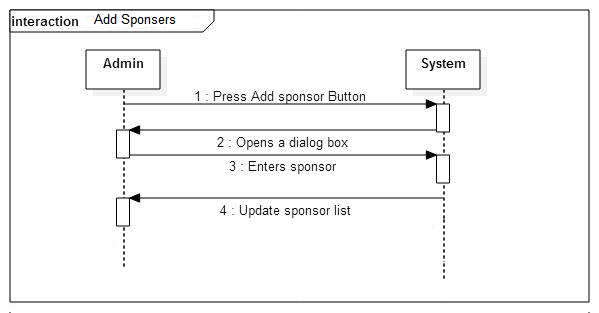 interaction Add Sponsers
Admin System
1 : Press Add sponsor Button
2 : Opens a dialog box
3 : Enters sponsor
4 : Update sponsor list